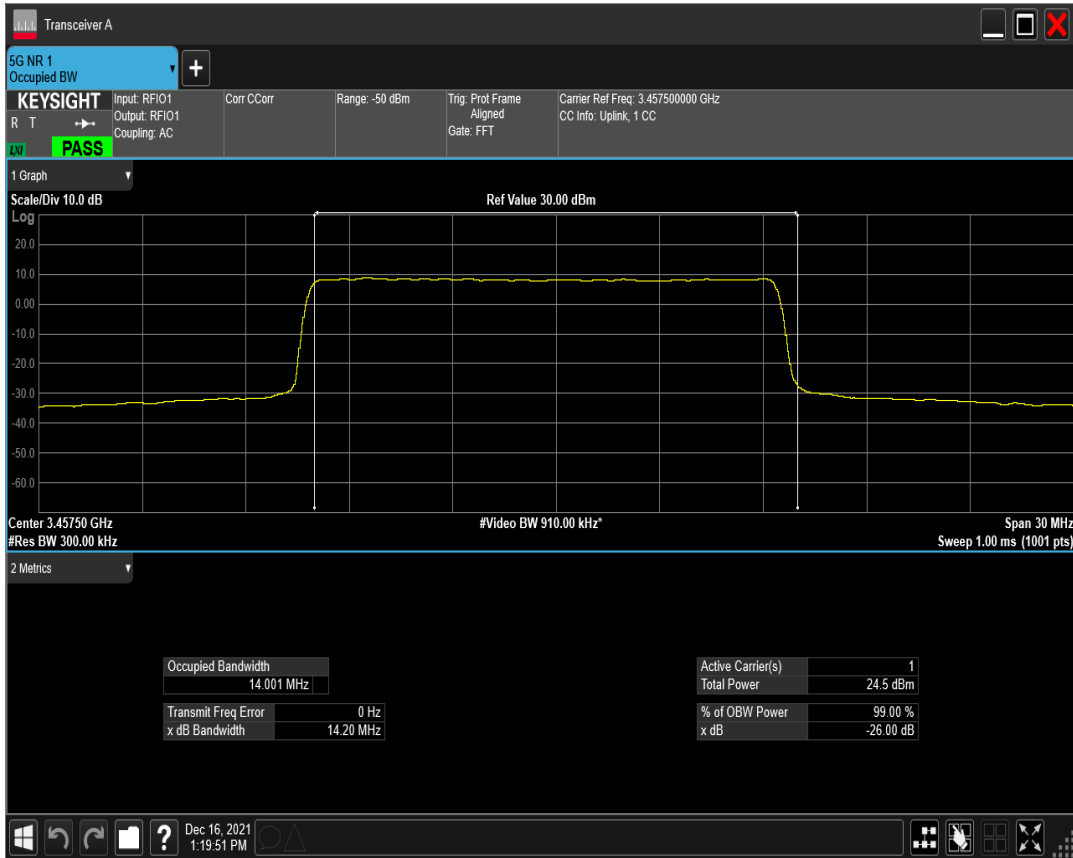 Transceiver A
5G NR 1
Occupied BW
KEYSIGHT
R T
LXI
PASS
Input: RFIO1
Output: RFIO1
Coupling: AC
Corr CCorr
Range: -50 dBm
Trig: Prot Frame
Aligned
Gate: FFT
Carrier Ref Freq: 3.457500000 GHz
CC Info: Uplink, 1 CC
1 Graph
Scale/Div 10.0 dB
Ref Value 30.00 dBm
Log
20.0
10.0
0.00
-10.0
-20.0
-30.0
-40.0
-50.0
-60.0
Center 3.45750 GHz
#Video BW 910.00 kHz*
Span 30 MHz
#Res BW 300.00 kHz
Sweep 1.00 ms (1001 pts)
2 Metrics
Occupied Bandwidth
14.001 MHz
Transmit Freq Error 0 Hz
x dB Bandwidth 14.20 MHz
Active Carrier(s) 1
Total Power 24.5 dBm
% of OBW Power 99.00 %
x dB -26.00 dB
Dec 16, 2021
1:19:51 PM